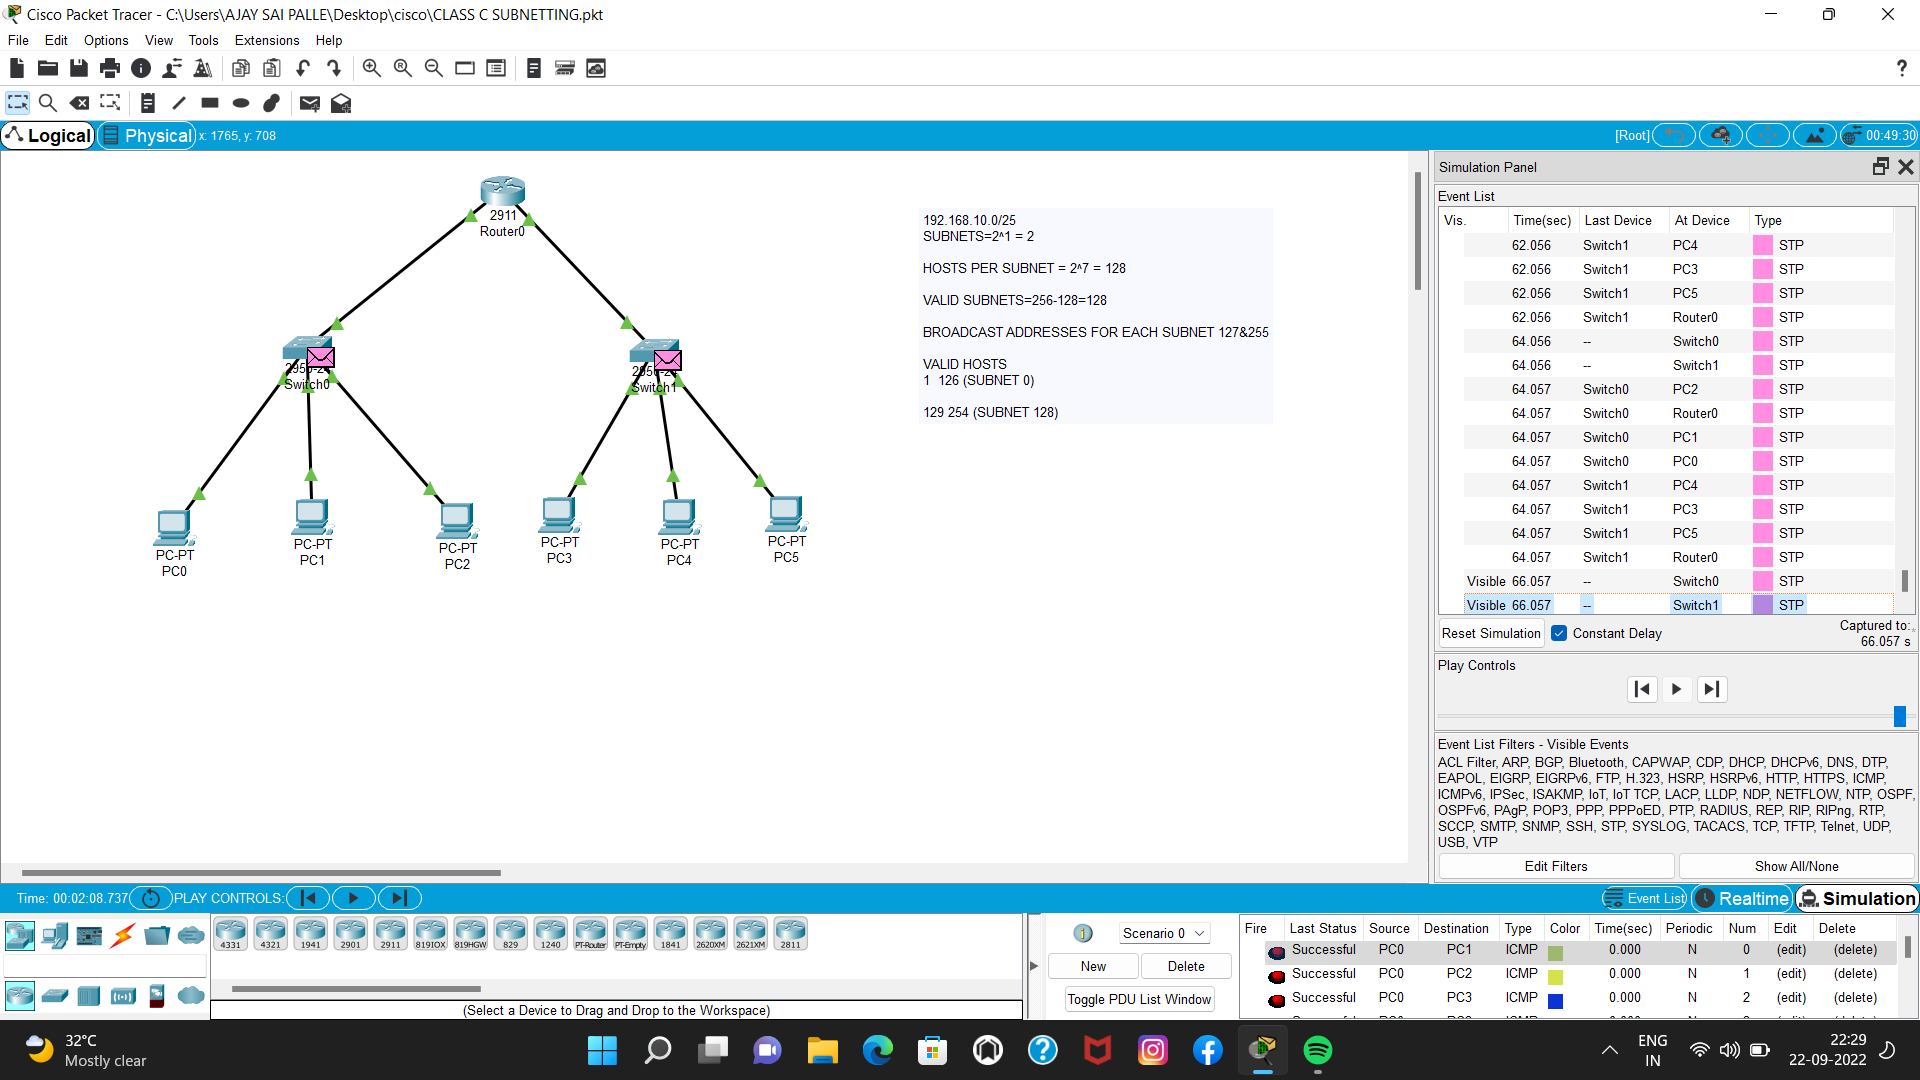 Cisco Packet Tracer - C:\Users\AJAY SAI PALLE\Desktop\cisco\CLASS C SUBNETTING.pkt
File Edit Options View Tools Extensions Help
Logical Physical x: 1765, y: 708 [Root] 00:49:30
2911
Router0
Switch0
Switch1
PC-PT
PC0
PC-PT
PC1
PC-PT
PC2
PC-PT
PC3
PC-PT
PC4
PC-PT
PC5
192.168.10.0/25
SUBNETS=2^1 = 2
HOSTS PER SUBNET = 2^7 = 128
VALID SUBNETS=256-128=128
BROADCAST ADDRESSES FOR EACH SUBNET 127&255
VALID HOSTS
1 126 (SUBNET 0)
129 254 (SUBNET 128)
Simulation Panel
Event List
Vis. Time(sec) Last Device At Device Type
62.056 Switch1 PC4 STP
62.056 Switch1 PC3 STP
62.056 Switch1 PC5 STP
62.056 Switch1 Router0 STP
64.056 -- Switch0 STP
64.056 -- Switch1 STP
64.057 Switch0 PC2 STP
64.057 Switch0 Router0 STP
64.057 Switch0 PC1 STP
64.057 Switch0 PC0 STP
64.057 Switch1 PC4 STP
64.057 Switch1 PC3 STP
64.057 Switch1 PC5 STP
64.057 Switch1 Router0 STP
Visible 66.057 -- Switch0 STP
Visible 66.057 -- Switch1 STP
Reset Simulation Constant Delay
Captured to:
66.057 s
Play Controls
Event List Filters - Visible Events
ACL Filter, ARP, BGP, Bluetooth, CAPWAP, CDP, DHCP, DHCPv6, DNS, DTP,
EAPOL, EIGRP, EIGRPv6, FTP, H.323, HSRP, HSRPv6, HTTP, HTTPS, ICMP,
ICMPv6, IPSec, ISAKMP, IoT, IoT TCP, LACP, LLDP, NDP, NETFLOW, NTP, OSPF,
OSPFv6, PAgP, POP3, PPP, PPPoED, PTP, RADIUS, REP, RIP, RIPng, RTP,
SCCP, SMTP, SNMP, SSH, STP, SYSLOG, TACACS, TCP, TFTP, Telnet, UDP,
USB, VTP
Edit Filters Show All/None
Time: 00:02:08.737 PLAY CONTROLS: Event List Realtime Simulation
4331 4321 1941 2901 2911 819IOX 819HGW 829 1240 PT-Router PT-Empty 1841 2620XM 2621XM 2811
(Select a Device to Drag and Drop to the Workspace)
1 Scenario 0
New Delete
Toggle PDU List Window
Fire Last Status Source Destination Type Color Time(sec) Periodic Num Edit Delete
Successful PC0 PC1 ICMP 0.000 N 0 (edit) (delete)
Successful PC0 PC2 ICMP 0.000 N 1 (edit) (delete)
Successful PC0 PC3 ICMP 0.000 N 2 (edit) (delete)
32°C
Mostly clear
ENG
IN
22:29
22-09-2022